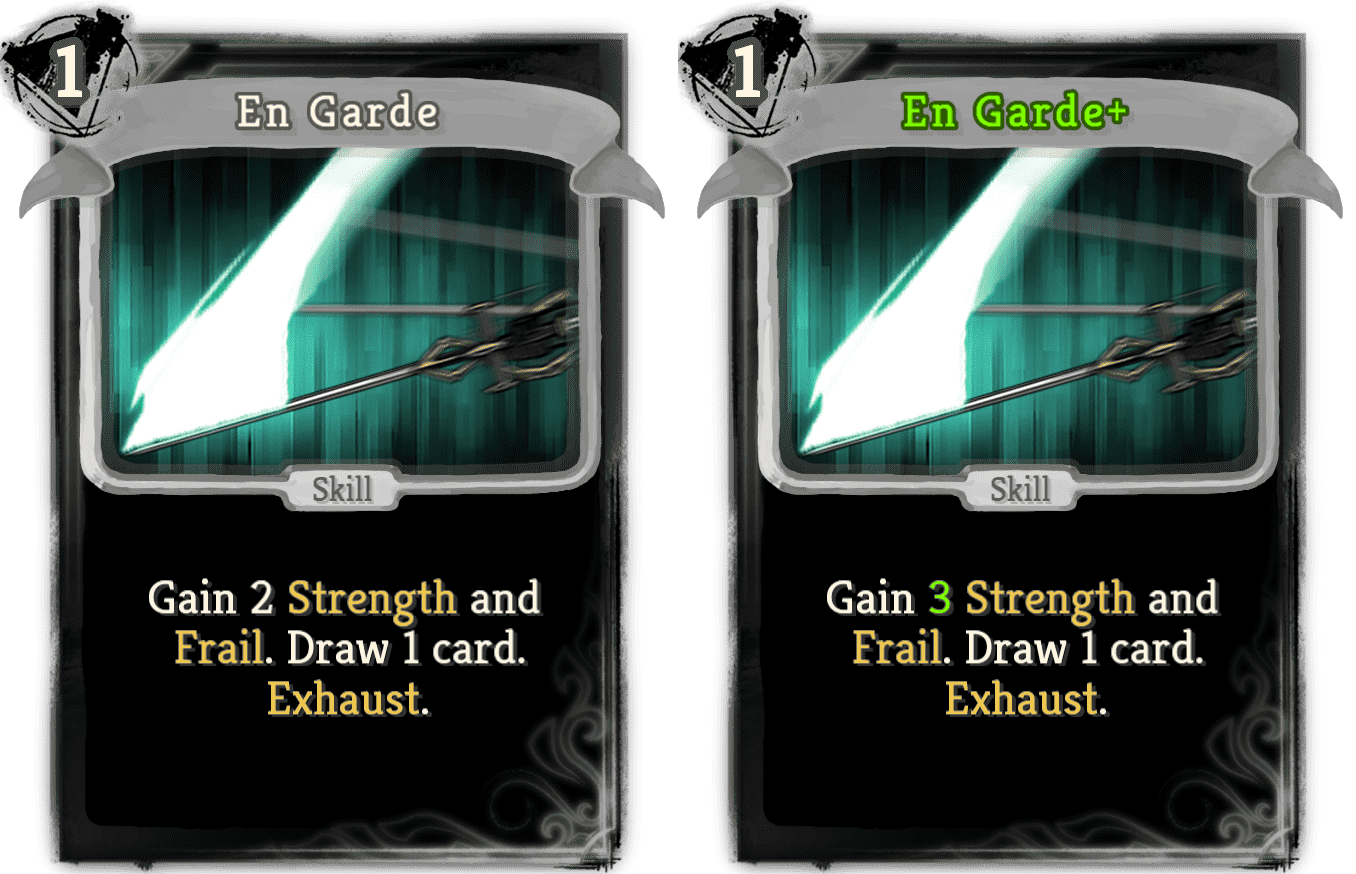 1
En Garde
Skill
Gain 2 Strength and
Frail. Draw 1 card.
Exhaust.
1
En Garde+
Skill
Gain 3 Strength and
Frail. Draw 1 card.
Exhaust.